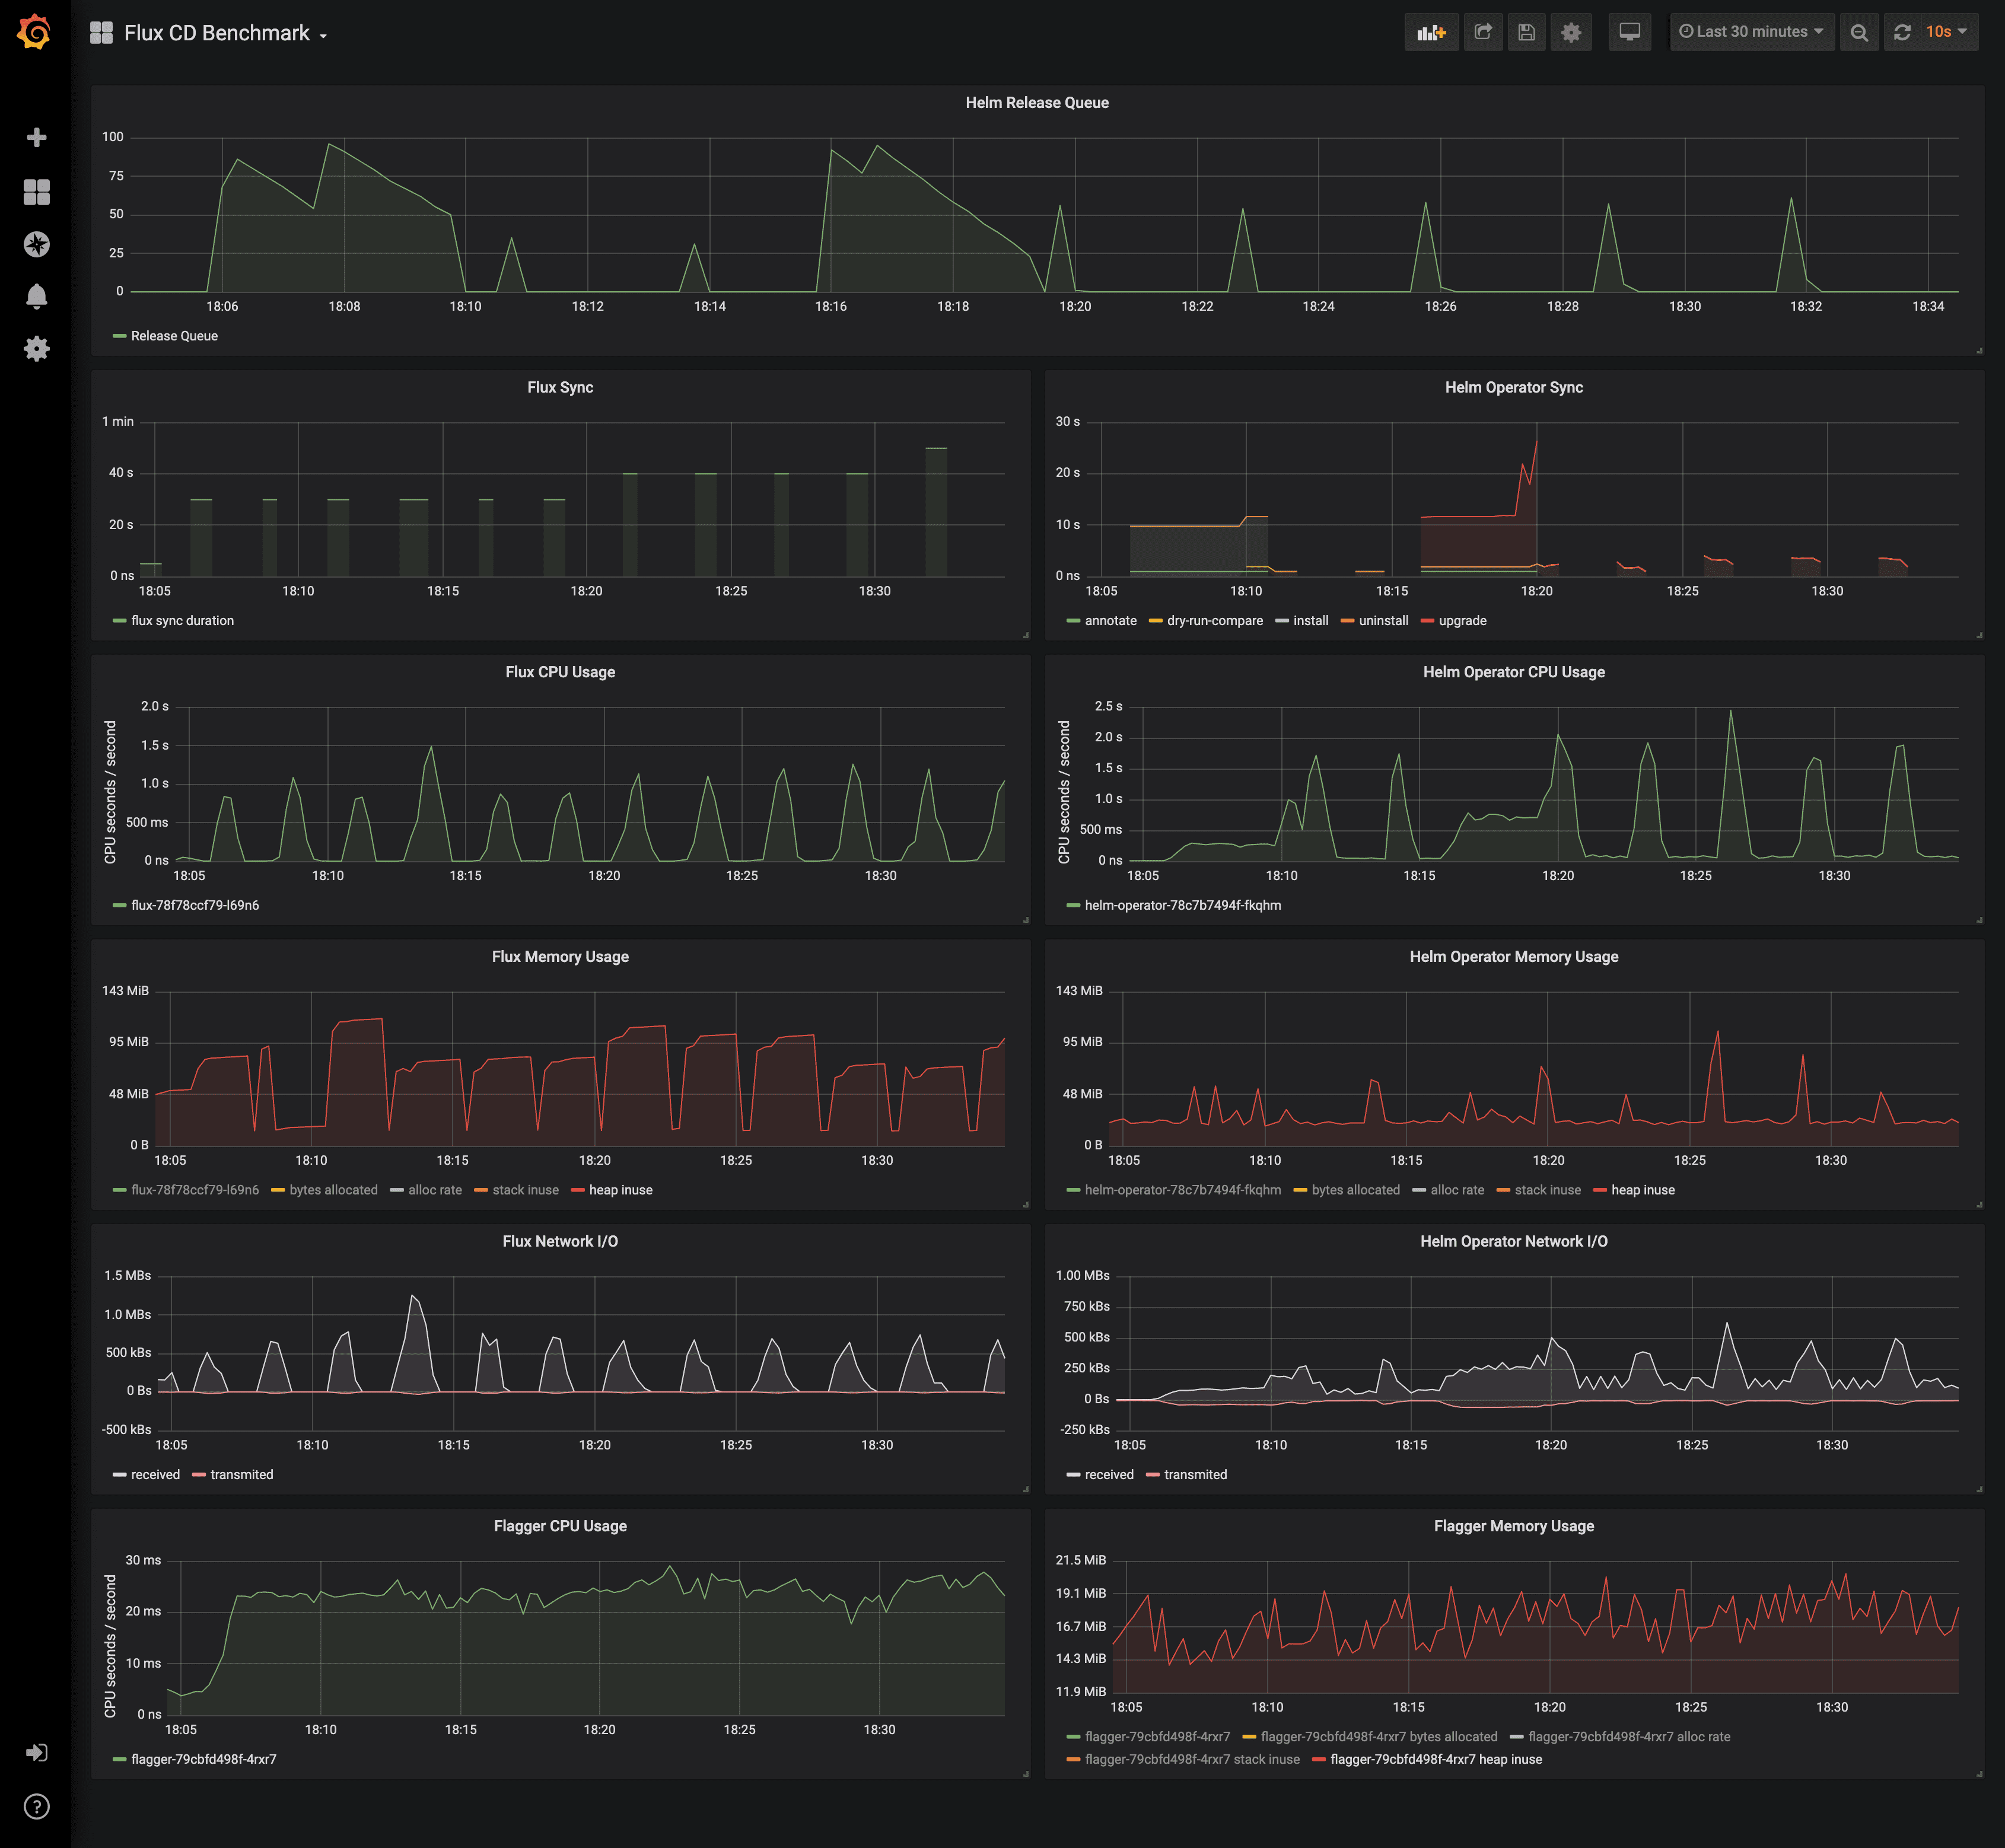 Flux CD Benchmark
Last 30 minutes
10s
Helm Release Queue
100
75
50
25
0
18:06 18:08 18:10 18:12 18:14 18:16 18:18 18:20 18:22 18:24 18:26 18:28 18:30 18:32 18:34
Release Queue
Flux Sync
1 min
40 s
20 s
0 ns
18:05 18:10 18:15 18:20 18:25 18:30
flux sync duration
Helm Operator Sync
30 s
20 s
10 s
0 ns
18:05 18:10 18:15 18:20 18:25 18:30
annotate dry-run-compare install uninstall upgrade
Flux CPU Usage
CPU seconds / second
2.0 s
1.5 s
1.0 s
500 ms
0 ns
18:05 18:10 18:15 18:20 18:25 18:30
flux-78f78ccf79-l69n6
Helm Operator CPU Usage
CPU seconds / second
2.5 s
2.0 s
1.5 s
1.0 s
500 ms
0 ns
18:05 18:10 18:15 18:20 18:25 18:30
helm-operator-78c7b7494f-fkqhm
Flux Memory Usage
143 MiB
95 MiB
48 MiB
0 B
18:05 18:10 18:15 18:20 18:25 18:30
flux-78f78ccf79-l69n6 bytes allocated alloc rate stack inuse heap inuse
Helm Operator Memory Usage
143 MiB
95 MiB
48 MiB
0 B
18:05 18:10 18:15 18:20 18:25 18:30
helm-operator-78c7b7494f-fkqhm bytes allocated alloc rate stack inuse heap inuse
Flux Network I/O
1.5 MBs
1.0 MBs
500 kBs
0 Bs
-500 kBs
18:05 18:10 18:15 18:20 18:25 18:30
received transmited
Helm Operator Network I/O
1.00 MBs
750 kBs
500 kBs
250 kBs
0 Bs
-250 kBs
18:05 18:10 18:15 18:20 18:25 18:30
received transmited
Flagger CPU Usage
CPU seconds / second
30 ms
20 ms
10 ms
0 ns
18:05 18:10 18:15 18:20 18:25 18:30
flagger-79cbfd498f-4rxr7
Flagger Memory Usage
21.5 MiB
19.1 MiB
16.7 MiB
14.3 MiB
11.9 MiB
18:05 18:10 18:15 18:20 18:25 18:30
flagger-79cbfd498f-4rxr7 flagger-79cbfd498f-4rxr7 bytes allocated flagger-79cbfd498f-4rxr7 alloc rate
flagger-79cbfd498f-4rxr7 stack inuse flagger-79cbfd498f-4rxr7 heap inuse